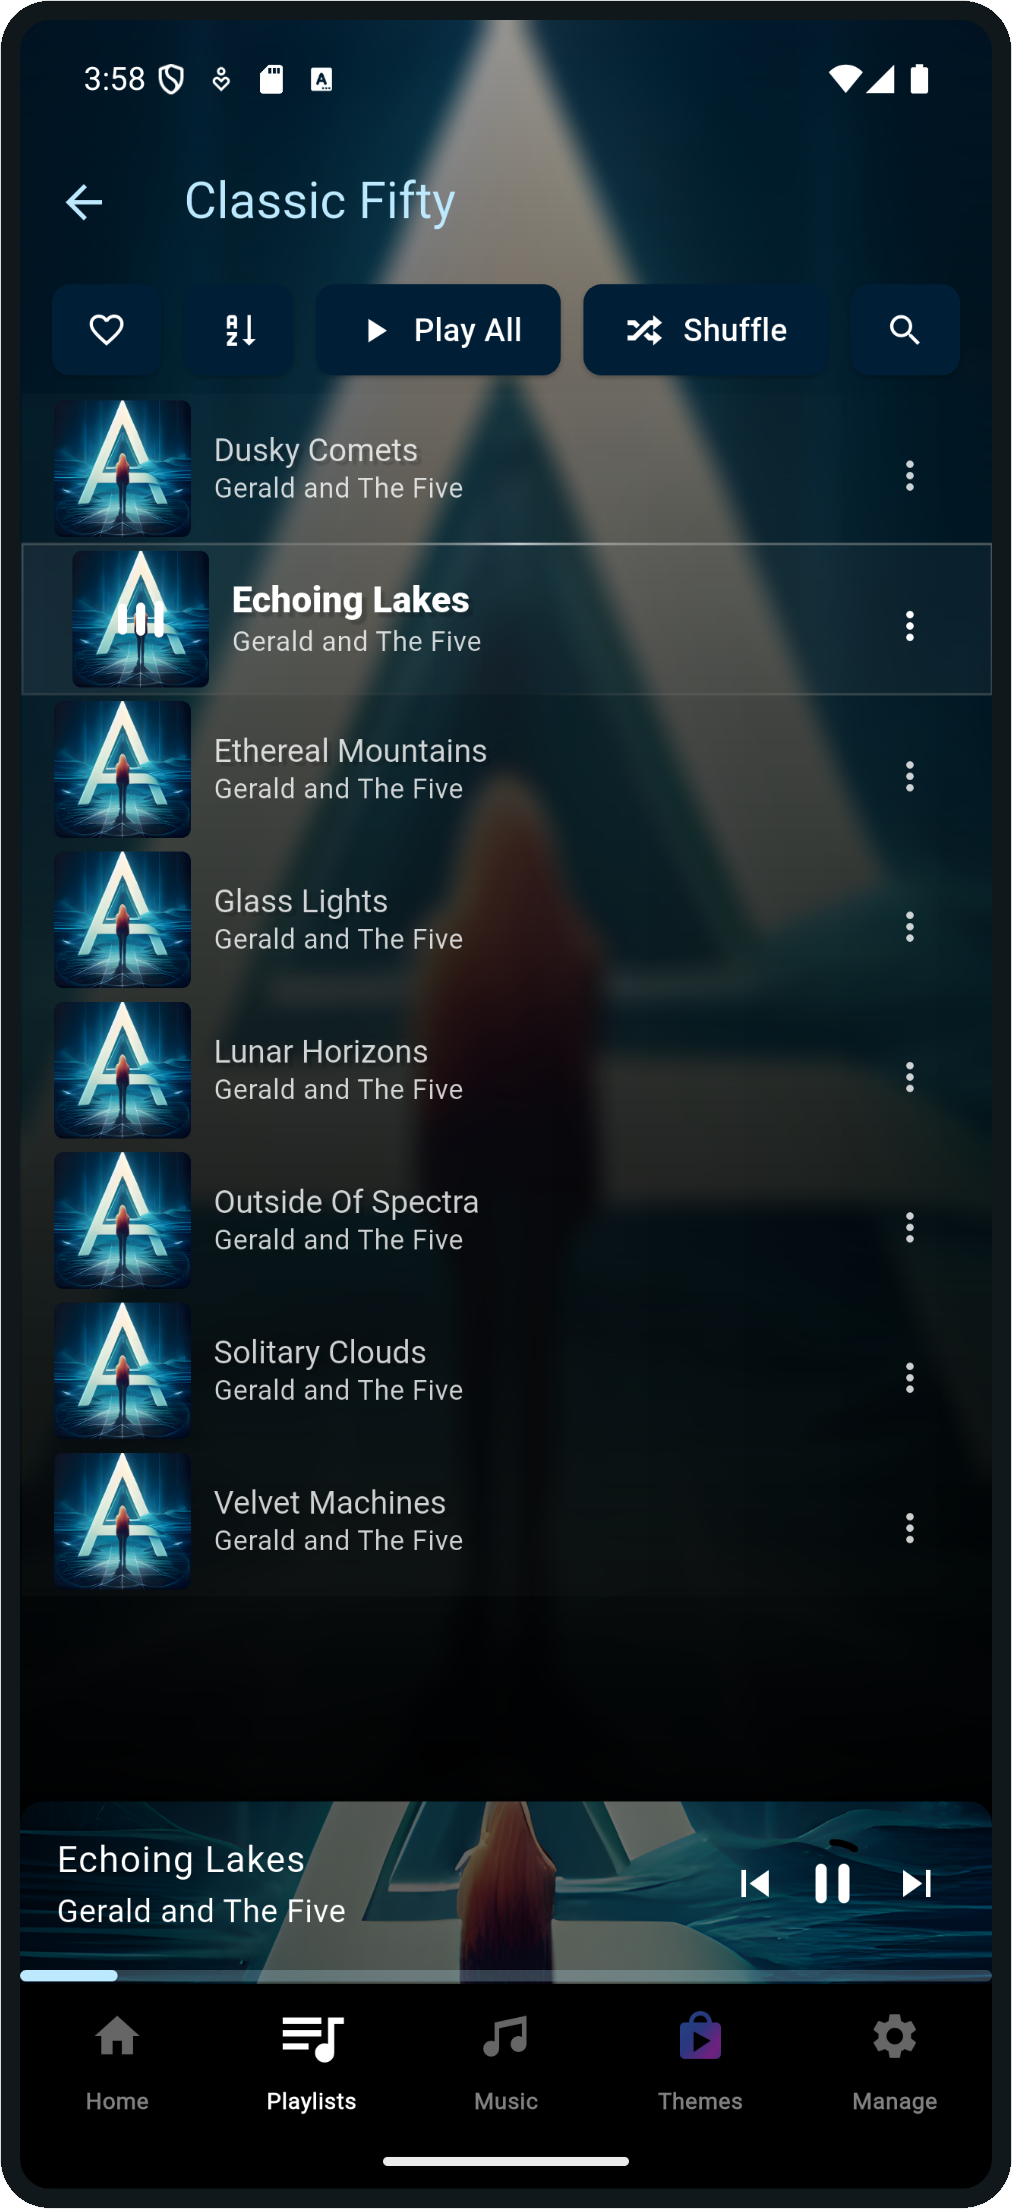 3:58
Classic Fifty
Play All
Shuffle
Dusky Comets
Gerald and The Five
Echoing Lakes
Gerald and The Five
Ethereal Mountains
Gerald and The Five
Glass Lights
Gerald and The Five
Lunar Horizons
Gerald and The Five
Outside Of Spectra
Gerald and The Five
Solitary Clouds
Gerald and The Five
Velvet Machines
Gerald and The Five
Echoing Lakes
Gerald and The Five
Home
Playlists
Music
Themes
Manage